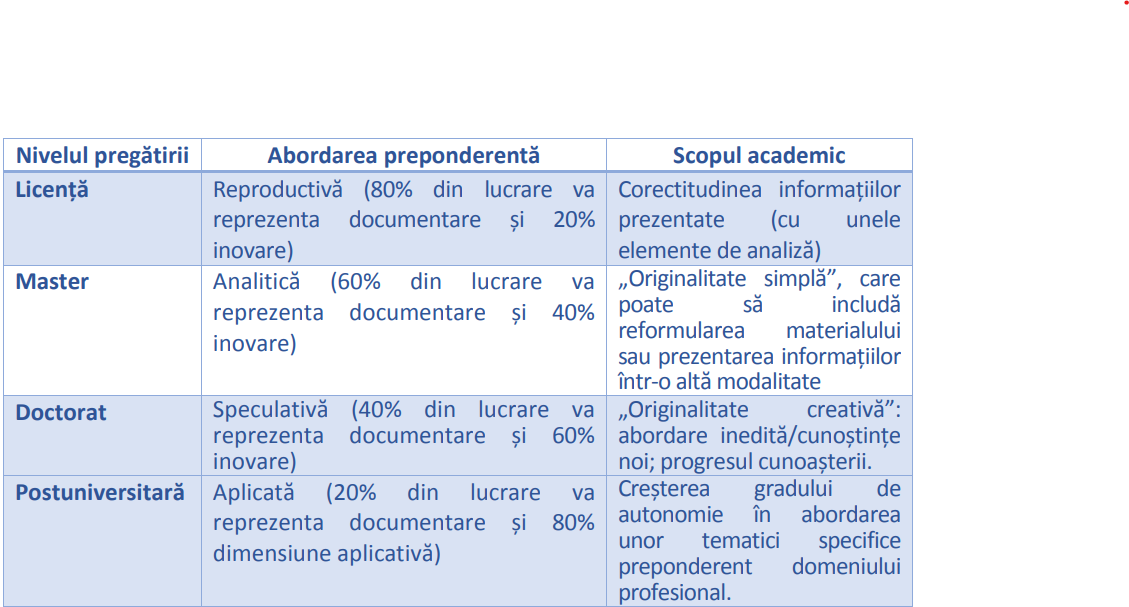 Nivelul pregătirii Abordarea preponderentă Scopul academic
Licență
Reproductivă (80% din lucrare va
reprezenta documentare și 20%
inovare)
Corectitudinea informațiilor
prezentate (cu unele
elemente de analiză)
Master
Analitică (60% din lucrare va
reprezenta documentare și 40%
inovare)
„Originalitate simplă”, care
poate să includă
reformularea materialului
sau prezentarea informațiilor
într-o altă modalitate
Doctorat
Speculativă (40% din lucrare va
reprezenta documentare și 60%
inovare)
„Originalitate creativă”:
abordare inedită/cunoștințe
noi; progresul cunoașterii.
Postuniversitară
Aplicată (20% din lucrare va
reprezenta documentare și 80%
dimensiune aplicativă)
Creșterea gradului de
autonomie în abordarea
unor tematici specifice
preponderent domeniului
profesional.